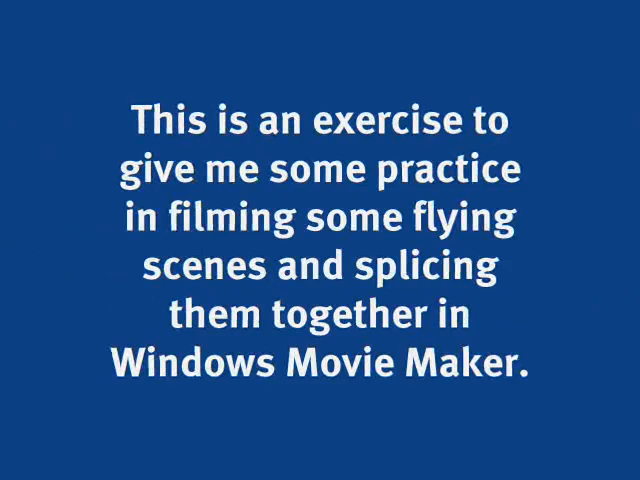 This is an exercise to
give me some practice
in filming some flying
scenes and splicing
them together in
Windows Movie Maker.